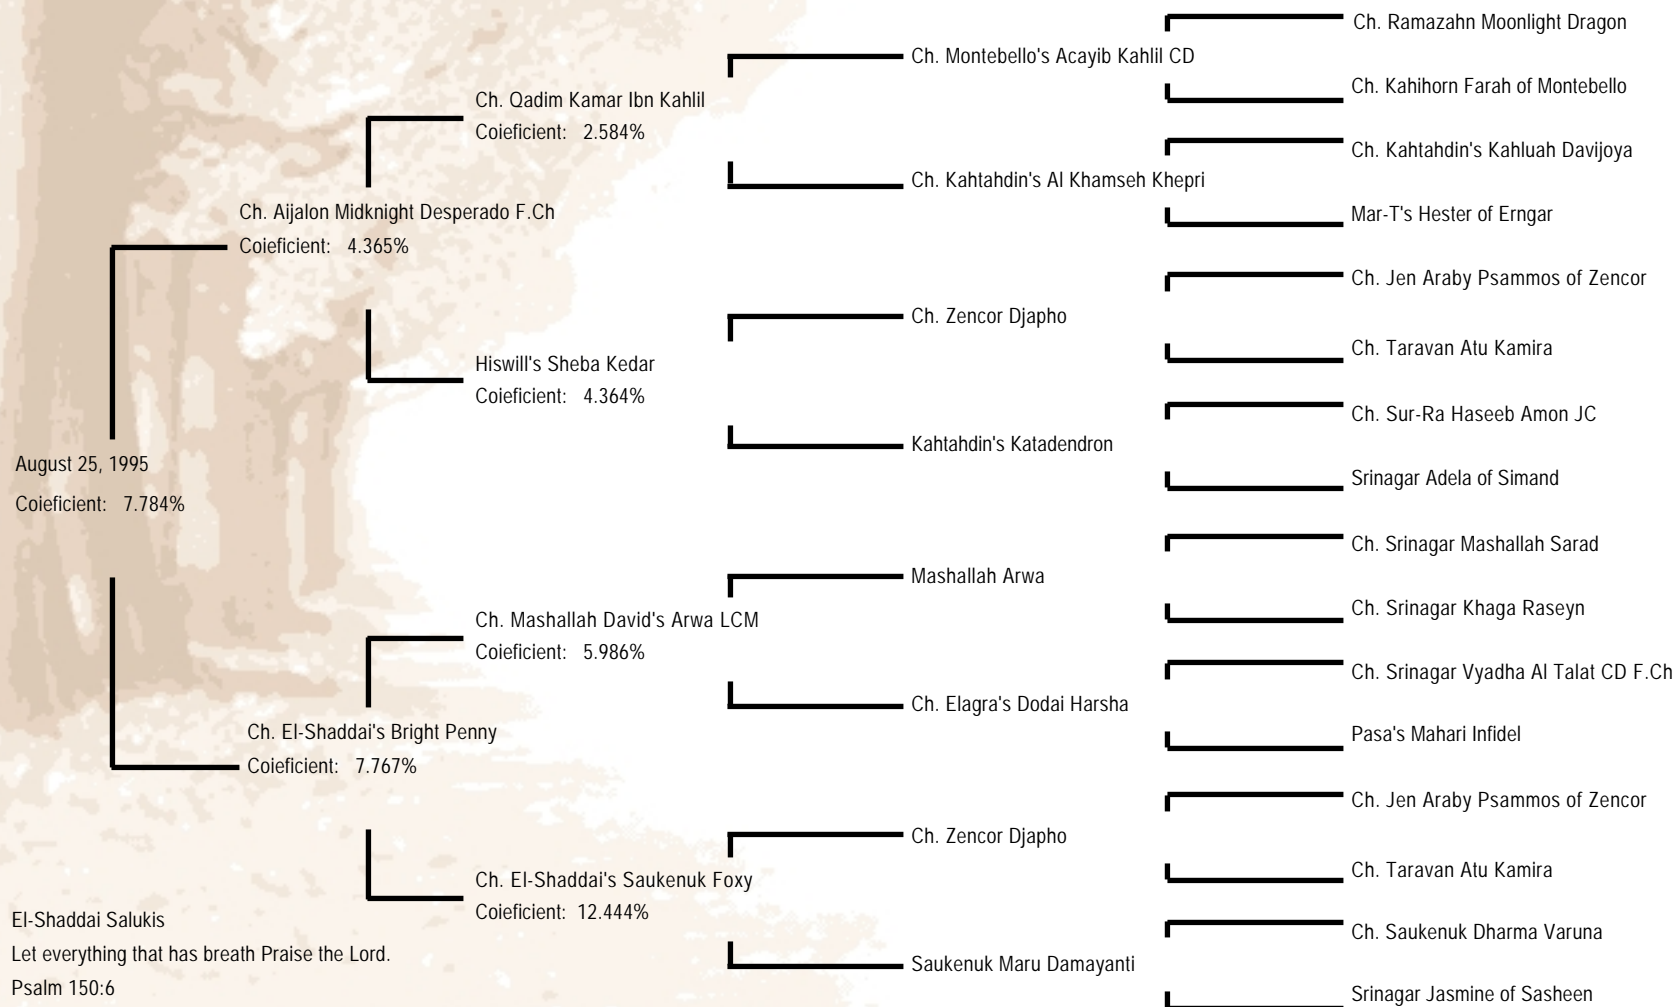 Ch. Ramazahn Moonlight Dragon
Ch. Montebello's Acayib Kahlil CD
Ch. Kahihorn Farah of Montebello
Ch. Qadim Kamar Ibn Kahlil
Coieficient: 2.584%
Ch. Kahtahdin's Kahluah Davijoya
Ch. Kahtahdin's Al Khamseh Khepri
Mar-T's Hester of Erngar
Ch. Aijalon Midknight Desperado F.Ch
Coieficient: 4.365%
Ch. Jen Araby Psammos of Zencor
Ch. Zencor Djapho
Ch. Taravan Atu Kamira
Hiswill's Sheba Kedar
Coieficient: 4.364%
Ch. Sur-Ra Haseeb Amon JC
Kahtahdin's Katadendron
Srinagar Adela of Simand
August 25, 1995
Coieficient: 7.784%
Ch. Srinagar Mashallah Sarad
Mashallah Arwa
Ch. Srinagar Khaga Raseyn
Ch. Mashallah David's Arwa LCM
Coieficient: 5.986%
Ch. Srinagar Vyadha Al Talat CD F.Ch
Ch. Elagra's Dodai Harsha
Pasa's Mahari Infidel
Ch. El-Shaddai's Bright Penny
Coieficient: 7.767%
Ch. Jen Araby Psammos of Zencor
Ch. Zencor Djapho
Ch. Taravan Atu Kamira
Ch. El-Shaddai's Saukenuk Foxy
Coieficient: 12.444%
Ch. Saukenuk Dharma Varuna
Saukenuk Maru Damayanti
Srinagar Jasmine of Sasheen
El-Shaddai Salukis
Let everything that has breath Praise the Lord.
Psalm 150:6